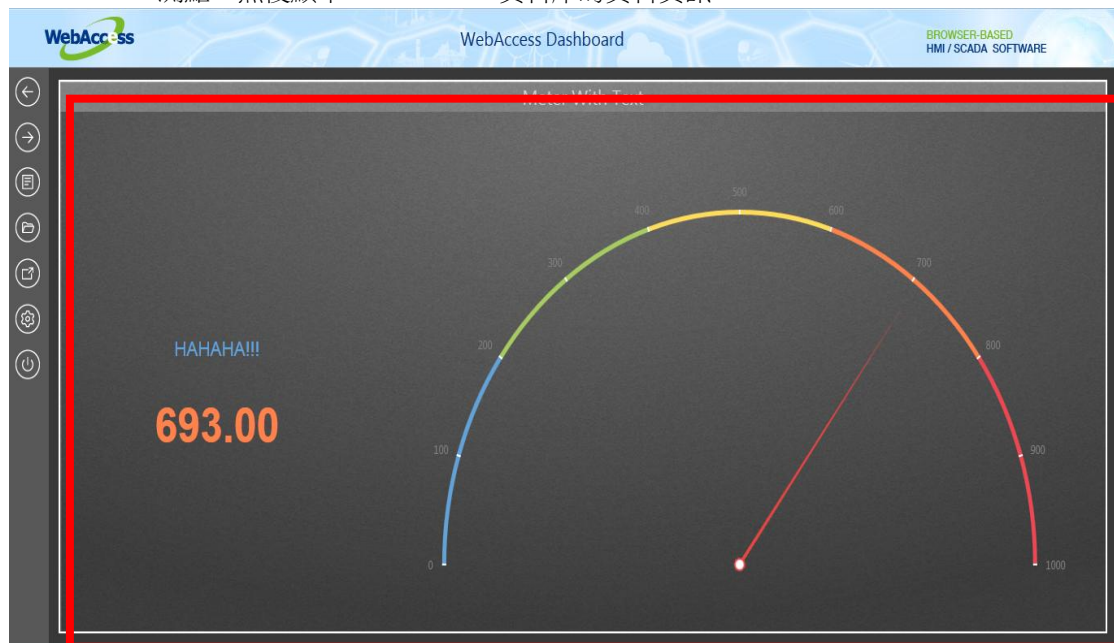 WebAccess
WebAccess Dashboard
BROWSER-BASED
HMI / SCADA SOFTWARE
Meter With Text
HAHAHA!!!
693.00
0
100
200
300
400
500
600
700
800
900
1000